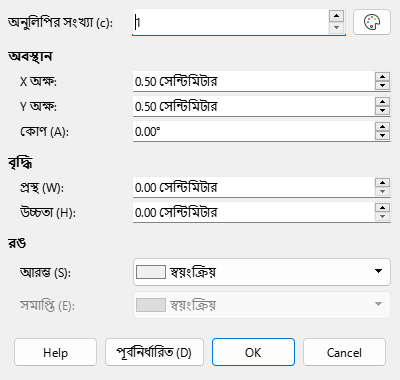 অনুলিপির সংখ্যা (c): 1
অবস্থান
X অক্ষ: 0.50 সেন্টিমিটার
Y অক্ষ: 0.50 সেন্টিমিটার
কোণ (A): 0.00°
বৃদ্ধি
প্রস্থ (W): 0.00 সেন্টিমিটার
উচ্চতা (H): 0.00 সেন্টিমিটার
রঙ
আরম্ভ (S): স্বয়ংক্রিয়
সমাপ্তি (E): স্বয়ংক্রিয়
Help পূর্বনির্ধারিত (D) OK Cancel